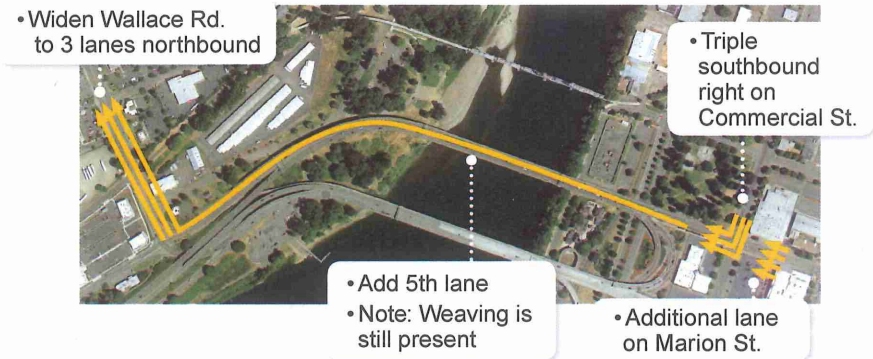 • Widen Wallace Rd.
to 3 lanes northbound
• Triple
southbound
right on
Commercial St.
• Add 5th lane
• Note: Weaving is
still present
• Additional lane
on Marion St.